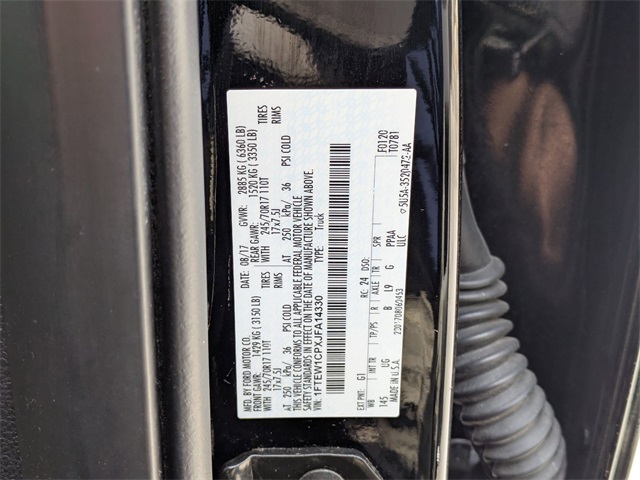 MFD. BY FORD MOTOR CO.
DATE: 08/17 GVWR: 2885 KG ( 6360 LB)
FRONT GAWR: 1429 KG ( 3150 LB) REAR GAWR: 1520 KG ( 3350 LB)
WITH 245/70R17 110T TIRES WITH 245/70R17 110T TIRES
17x7.5J RIMS 17x7.5J RIMS
AT 250 kPa/ 36 PSI COLD AT 250 kPa/ 36 PSI COLD
THIS VEHICLE CONFORMS TO ALL APPLICABLE FEDERAL MOTOR VEHICLE
SAFETY STANDARDS IN EFFECT ON THE DATE OF MANUFACTURE SHOWN ABOVE.
VIN: 1FTEW1CPXJFA14330 TYPE: Truck
EXT PNT: G1 RC: 24 DSO: F0120
T0781
WB INT TR TP/PS R AXLE TR SPR
145 UG B L9 G PPAA
MADE IN U.S.A. ULC
2201708060453 5U5A-3520472-AA